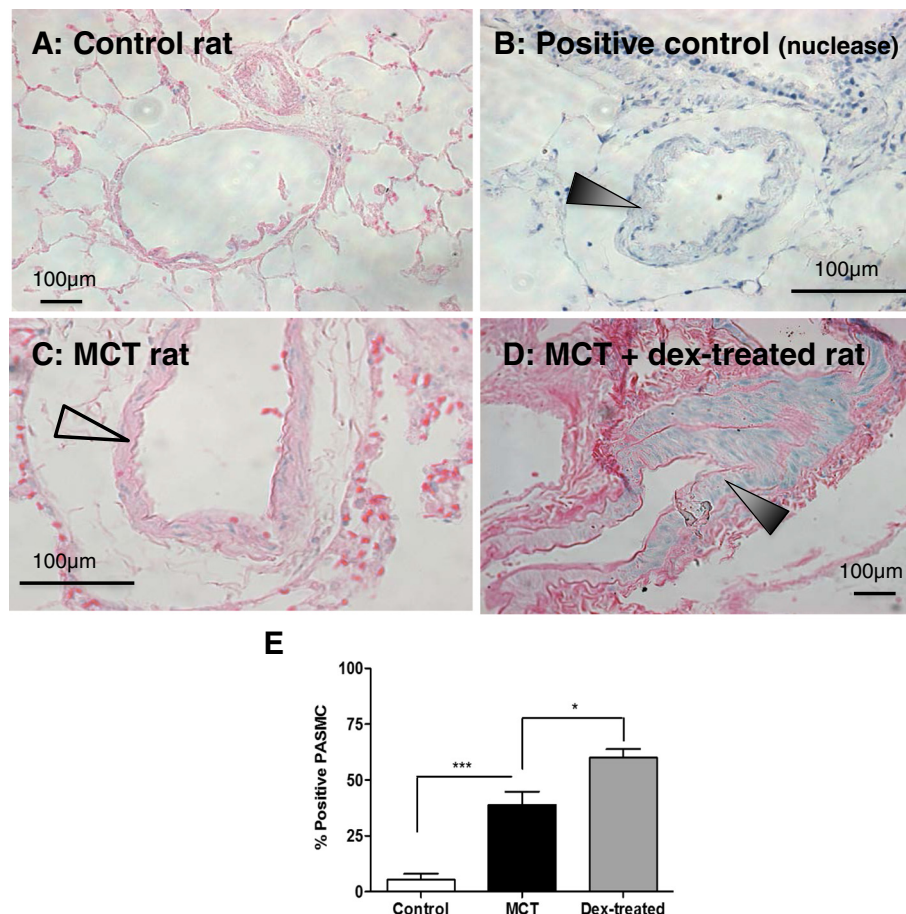 A: Control rat
100µm
B: Positive control (nuclease)
100µm
C: MCT rat
100µm
D: MCT + dex-treated rat
100µm
E
% Positive PASMC
100
75
50
25
0
***
*
Control
MCT
Dex-treated